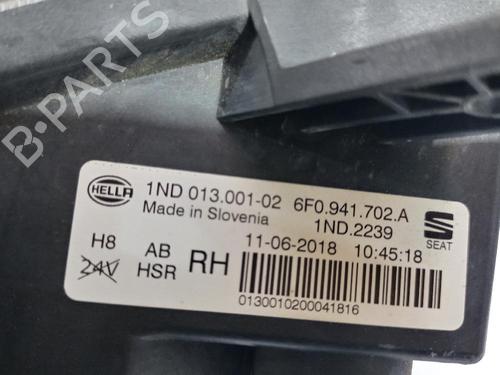 B-PARTS
HELLA 1ND 013.001-02 6F0.941.702.A
Made in Slovenia 1ND.2239
SEAT
H8 AB RH 11-06-2018 10:45:18
24V HSR
0130010200041816